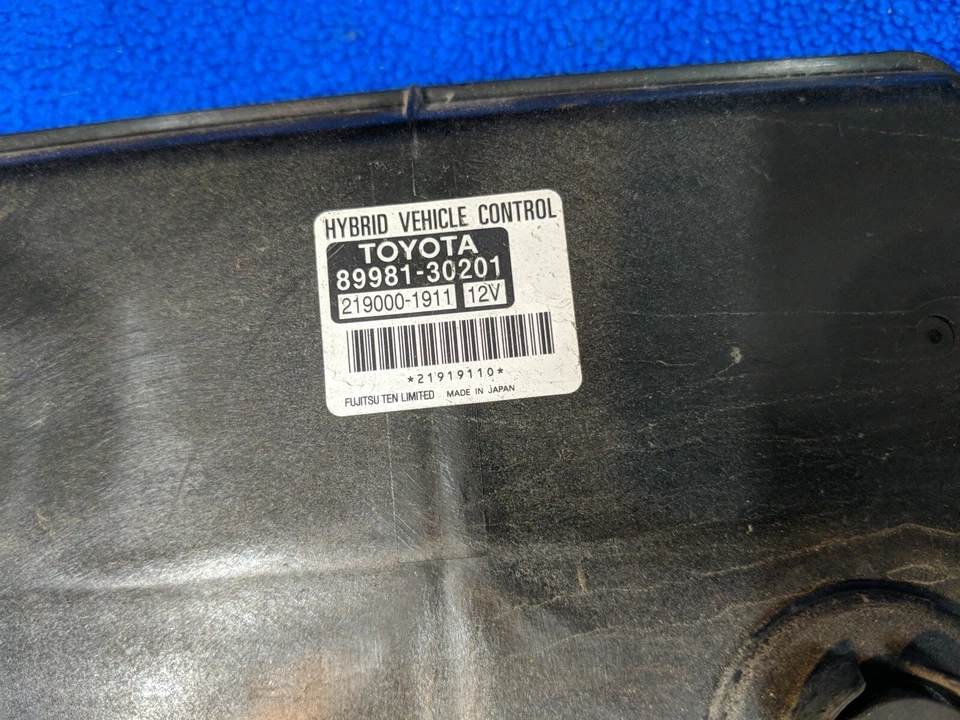 HYBRID VEHICLE CONTROL
TOYOTA
89981-30201
219000-1911 12V
*21919110*
FUJITSU TEN LIMITED MADE IN JAPAN